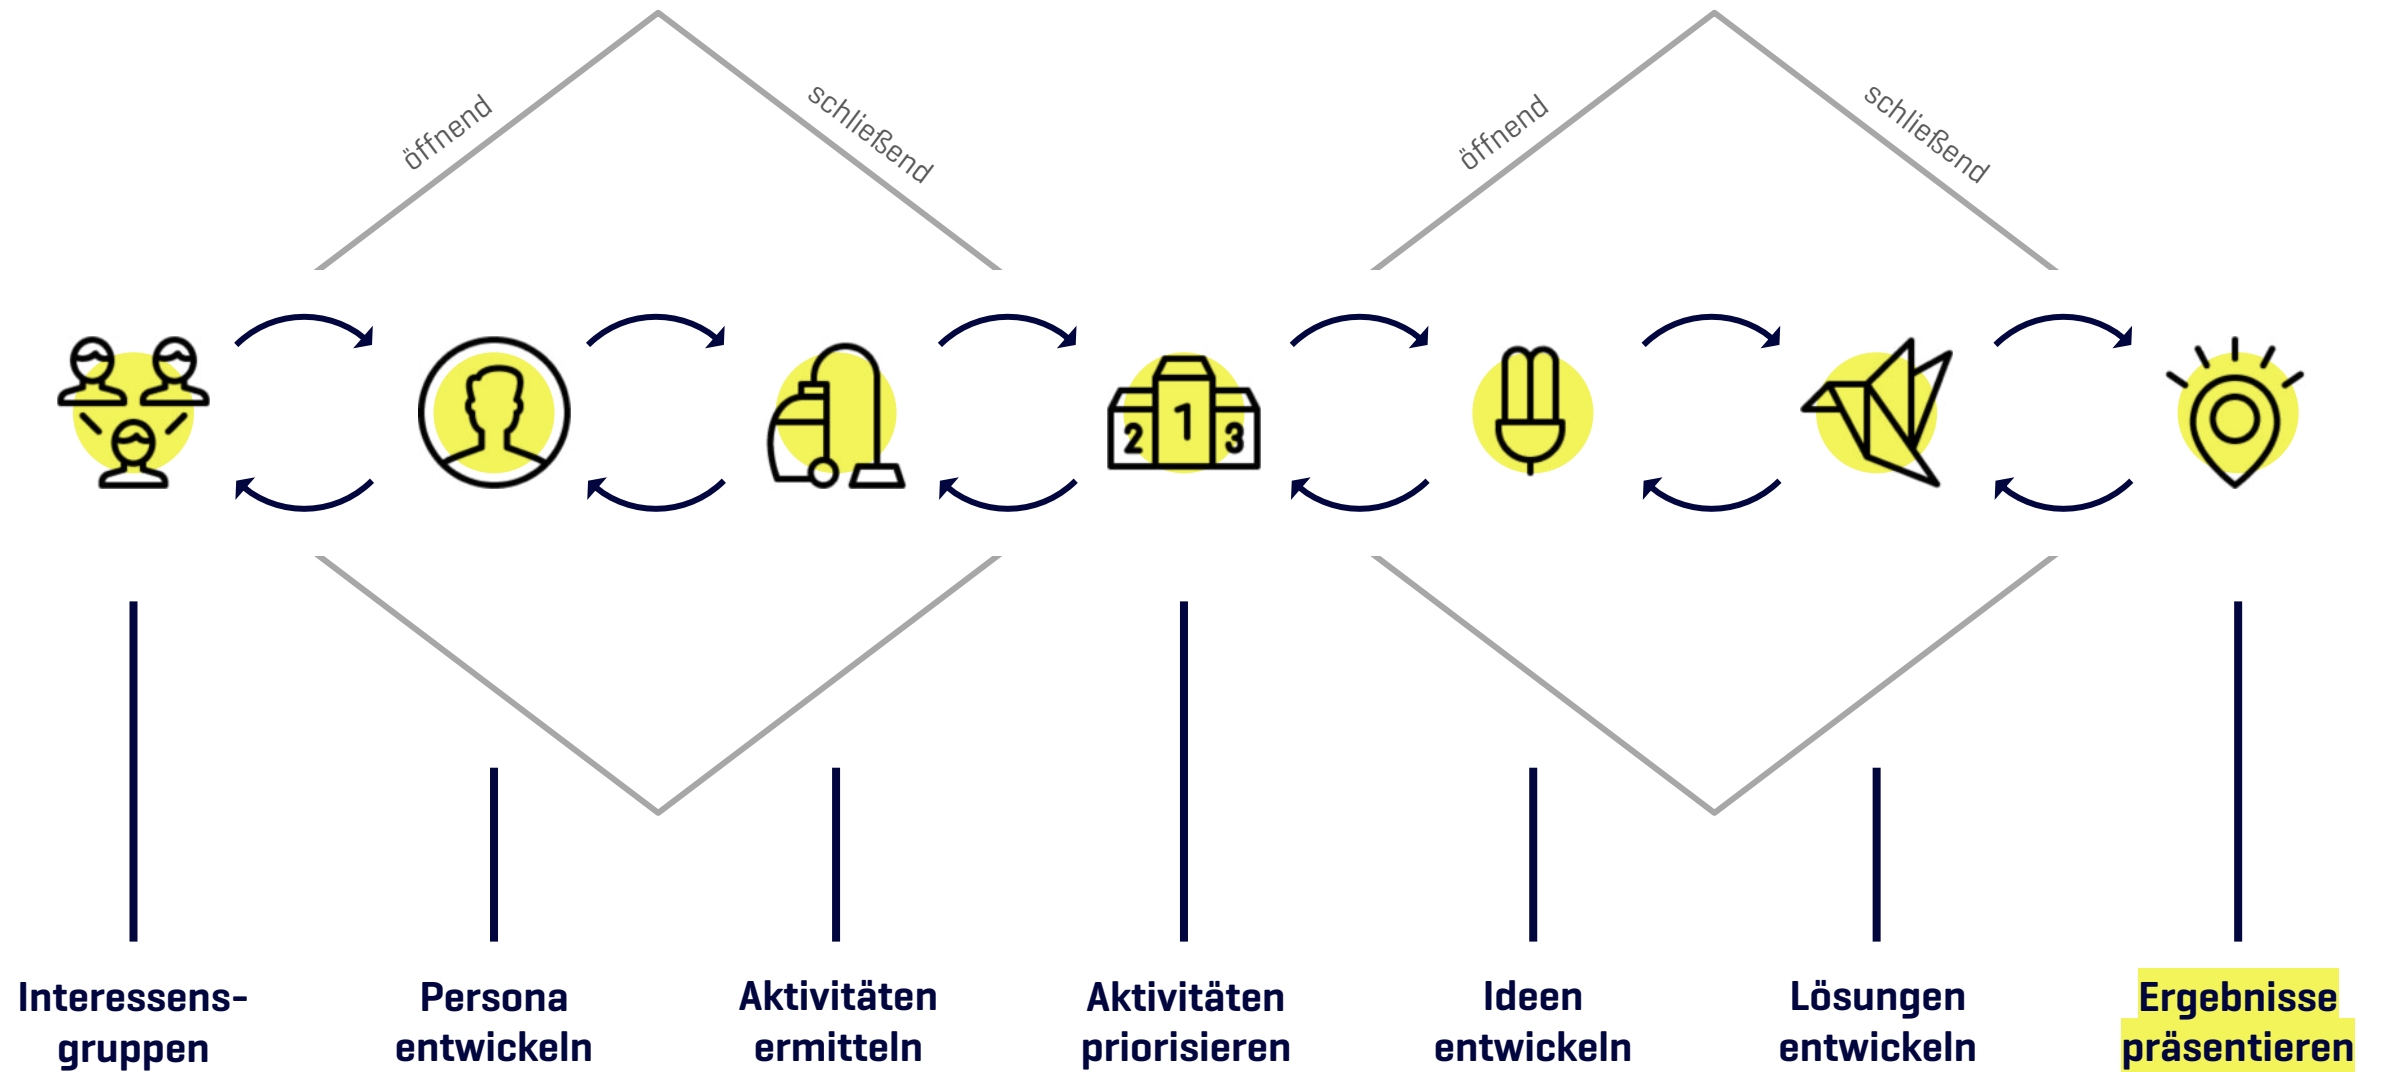 öffnend
schließend
öffnend
schließend
2 1 3
Interessens-
gruppen
Persona
entwickeln
Aktivitäten
ermitteln
Aktivitäten
priorisieren
Ideen
entwickeln
Lösungen
entwickeln
Ergebnisse
präsentieren